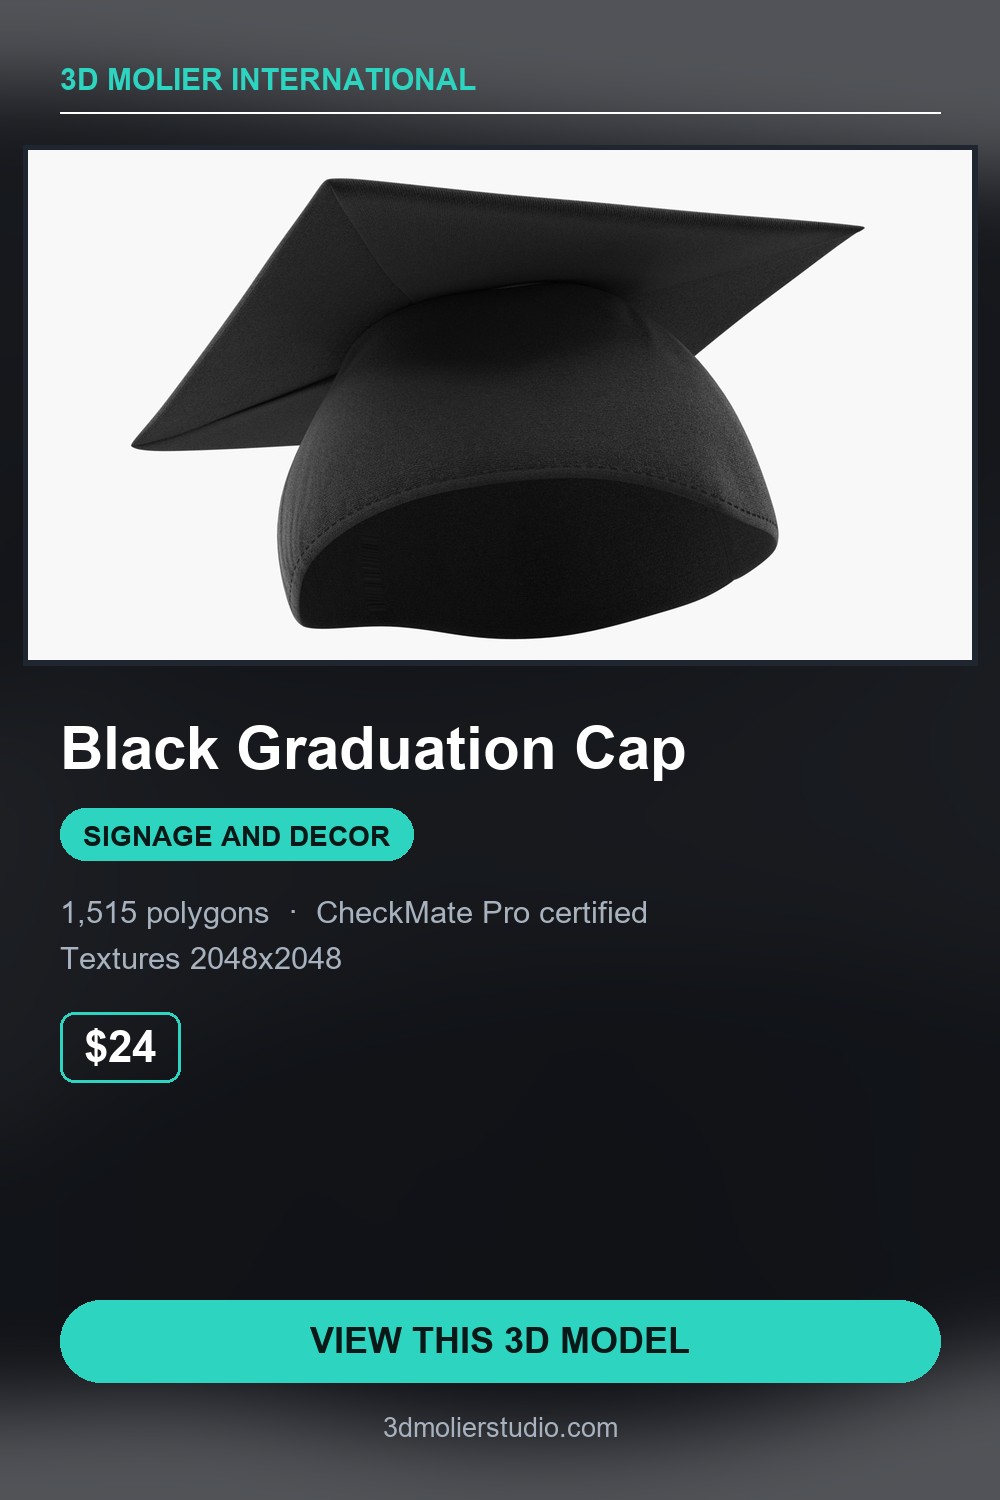 3D MOLIER INTERNATIONAL
Black Graduation Cap
SIGNAGE AND DECOR
1,515 polygons · CheckMate Pro certified
Textures 2048x2048
$24
VIEW THIS 3D MODEL
3dmolierstudio.com